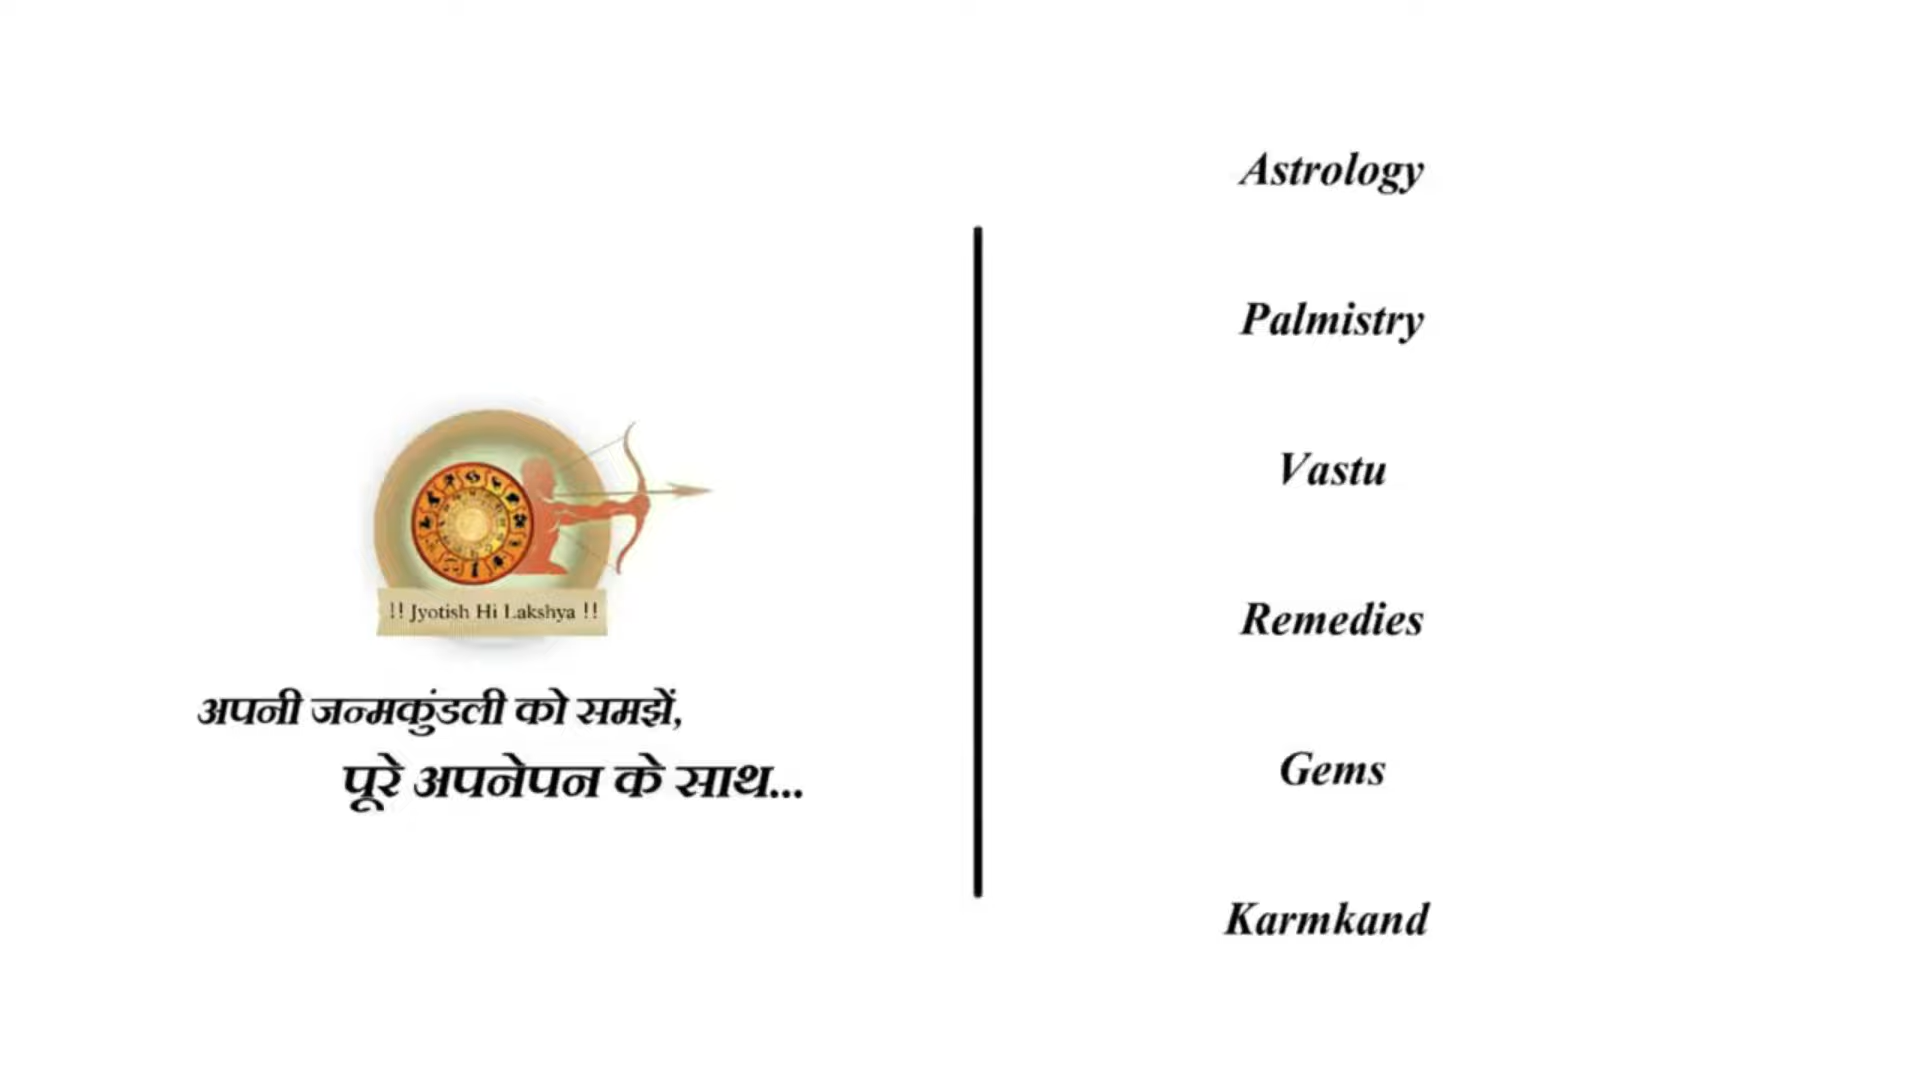 !! Jyotish Hi Lakshya !!
अपनी जन्मकुंडली को समझें,
पूरे अपनेपन के साथ...
Astrology
Palmistry
Vastu
Remedies
Gems
Karmkand